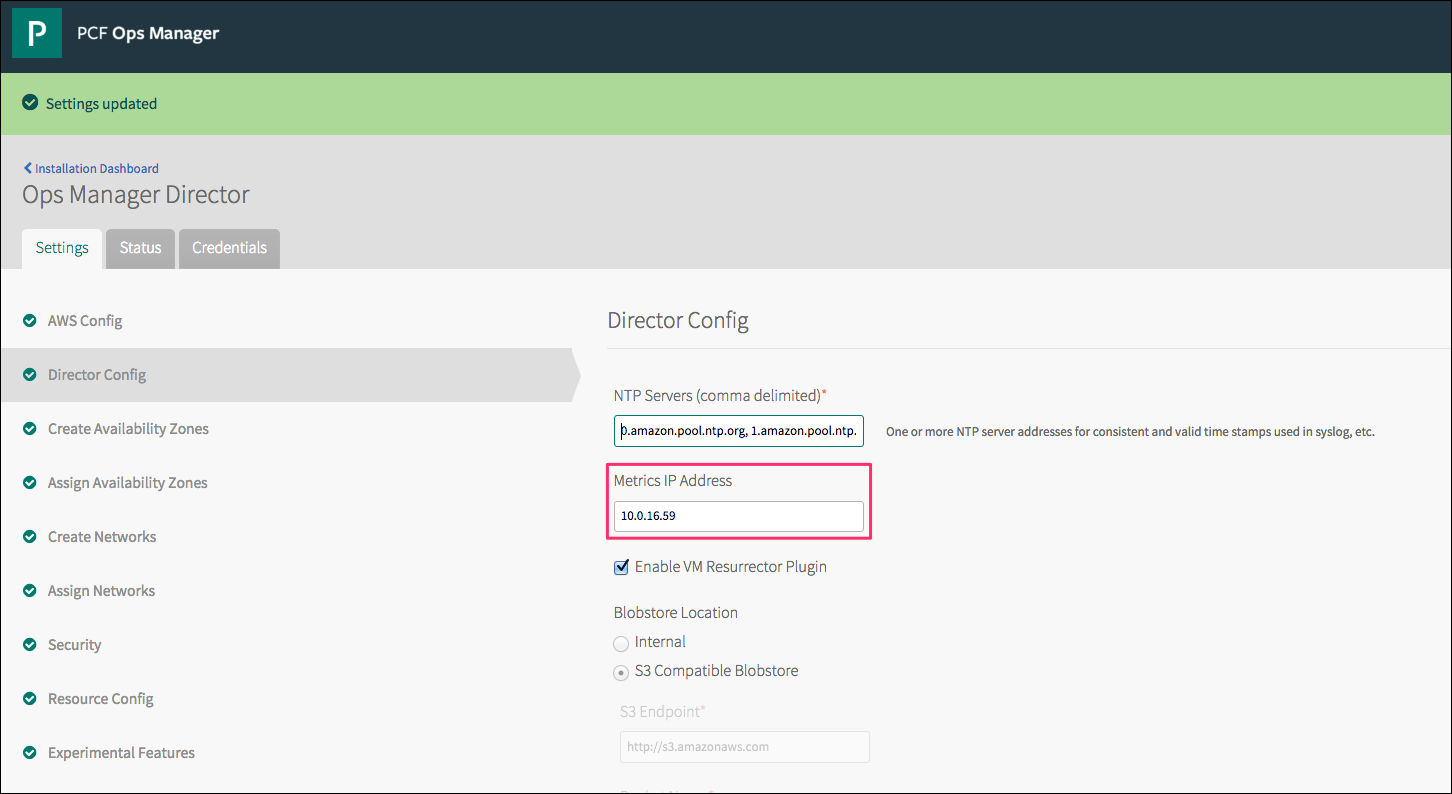 P
PCF Ops Manager
Settings updated
Installation Dashboard
Ops Manager Director
Settings Status Credentials
AWS Config
Director Config
Create Availability Zones
Assign Availability Zones
Create Networks
Assign Networks
Security
Resource Config
Experimental Features
Director Config
NTP Servers (comma delimited)*
0.amazon.pool.ntp.org, 1.amazon.pool.ntp.
One or more NTP server addresses for consistent and valid time stamps used in syslog, etc.
Metrics IP Address
10.0.16.59
Enable VM Resurrector Plugin
Blobstore Location
Internal
S3 Compatible Blobstore
S3 Endpoint*
http://s3.amazonaws.com